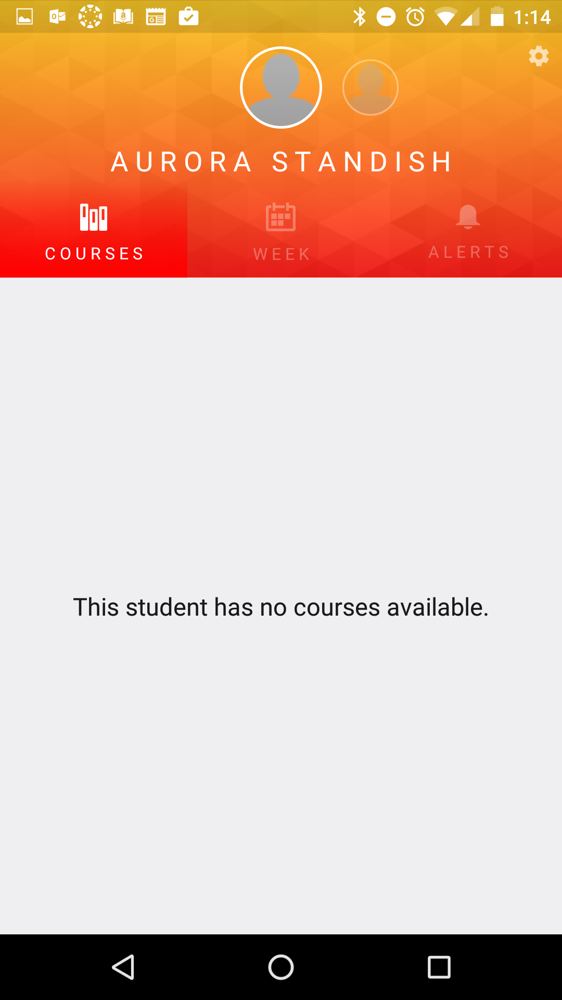 1:14
AURORA STANDISH
COURSES
WEEK
ALERTS
This student has no courses available.